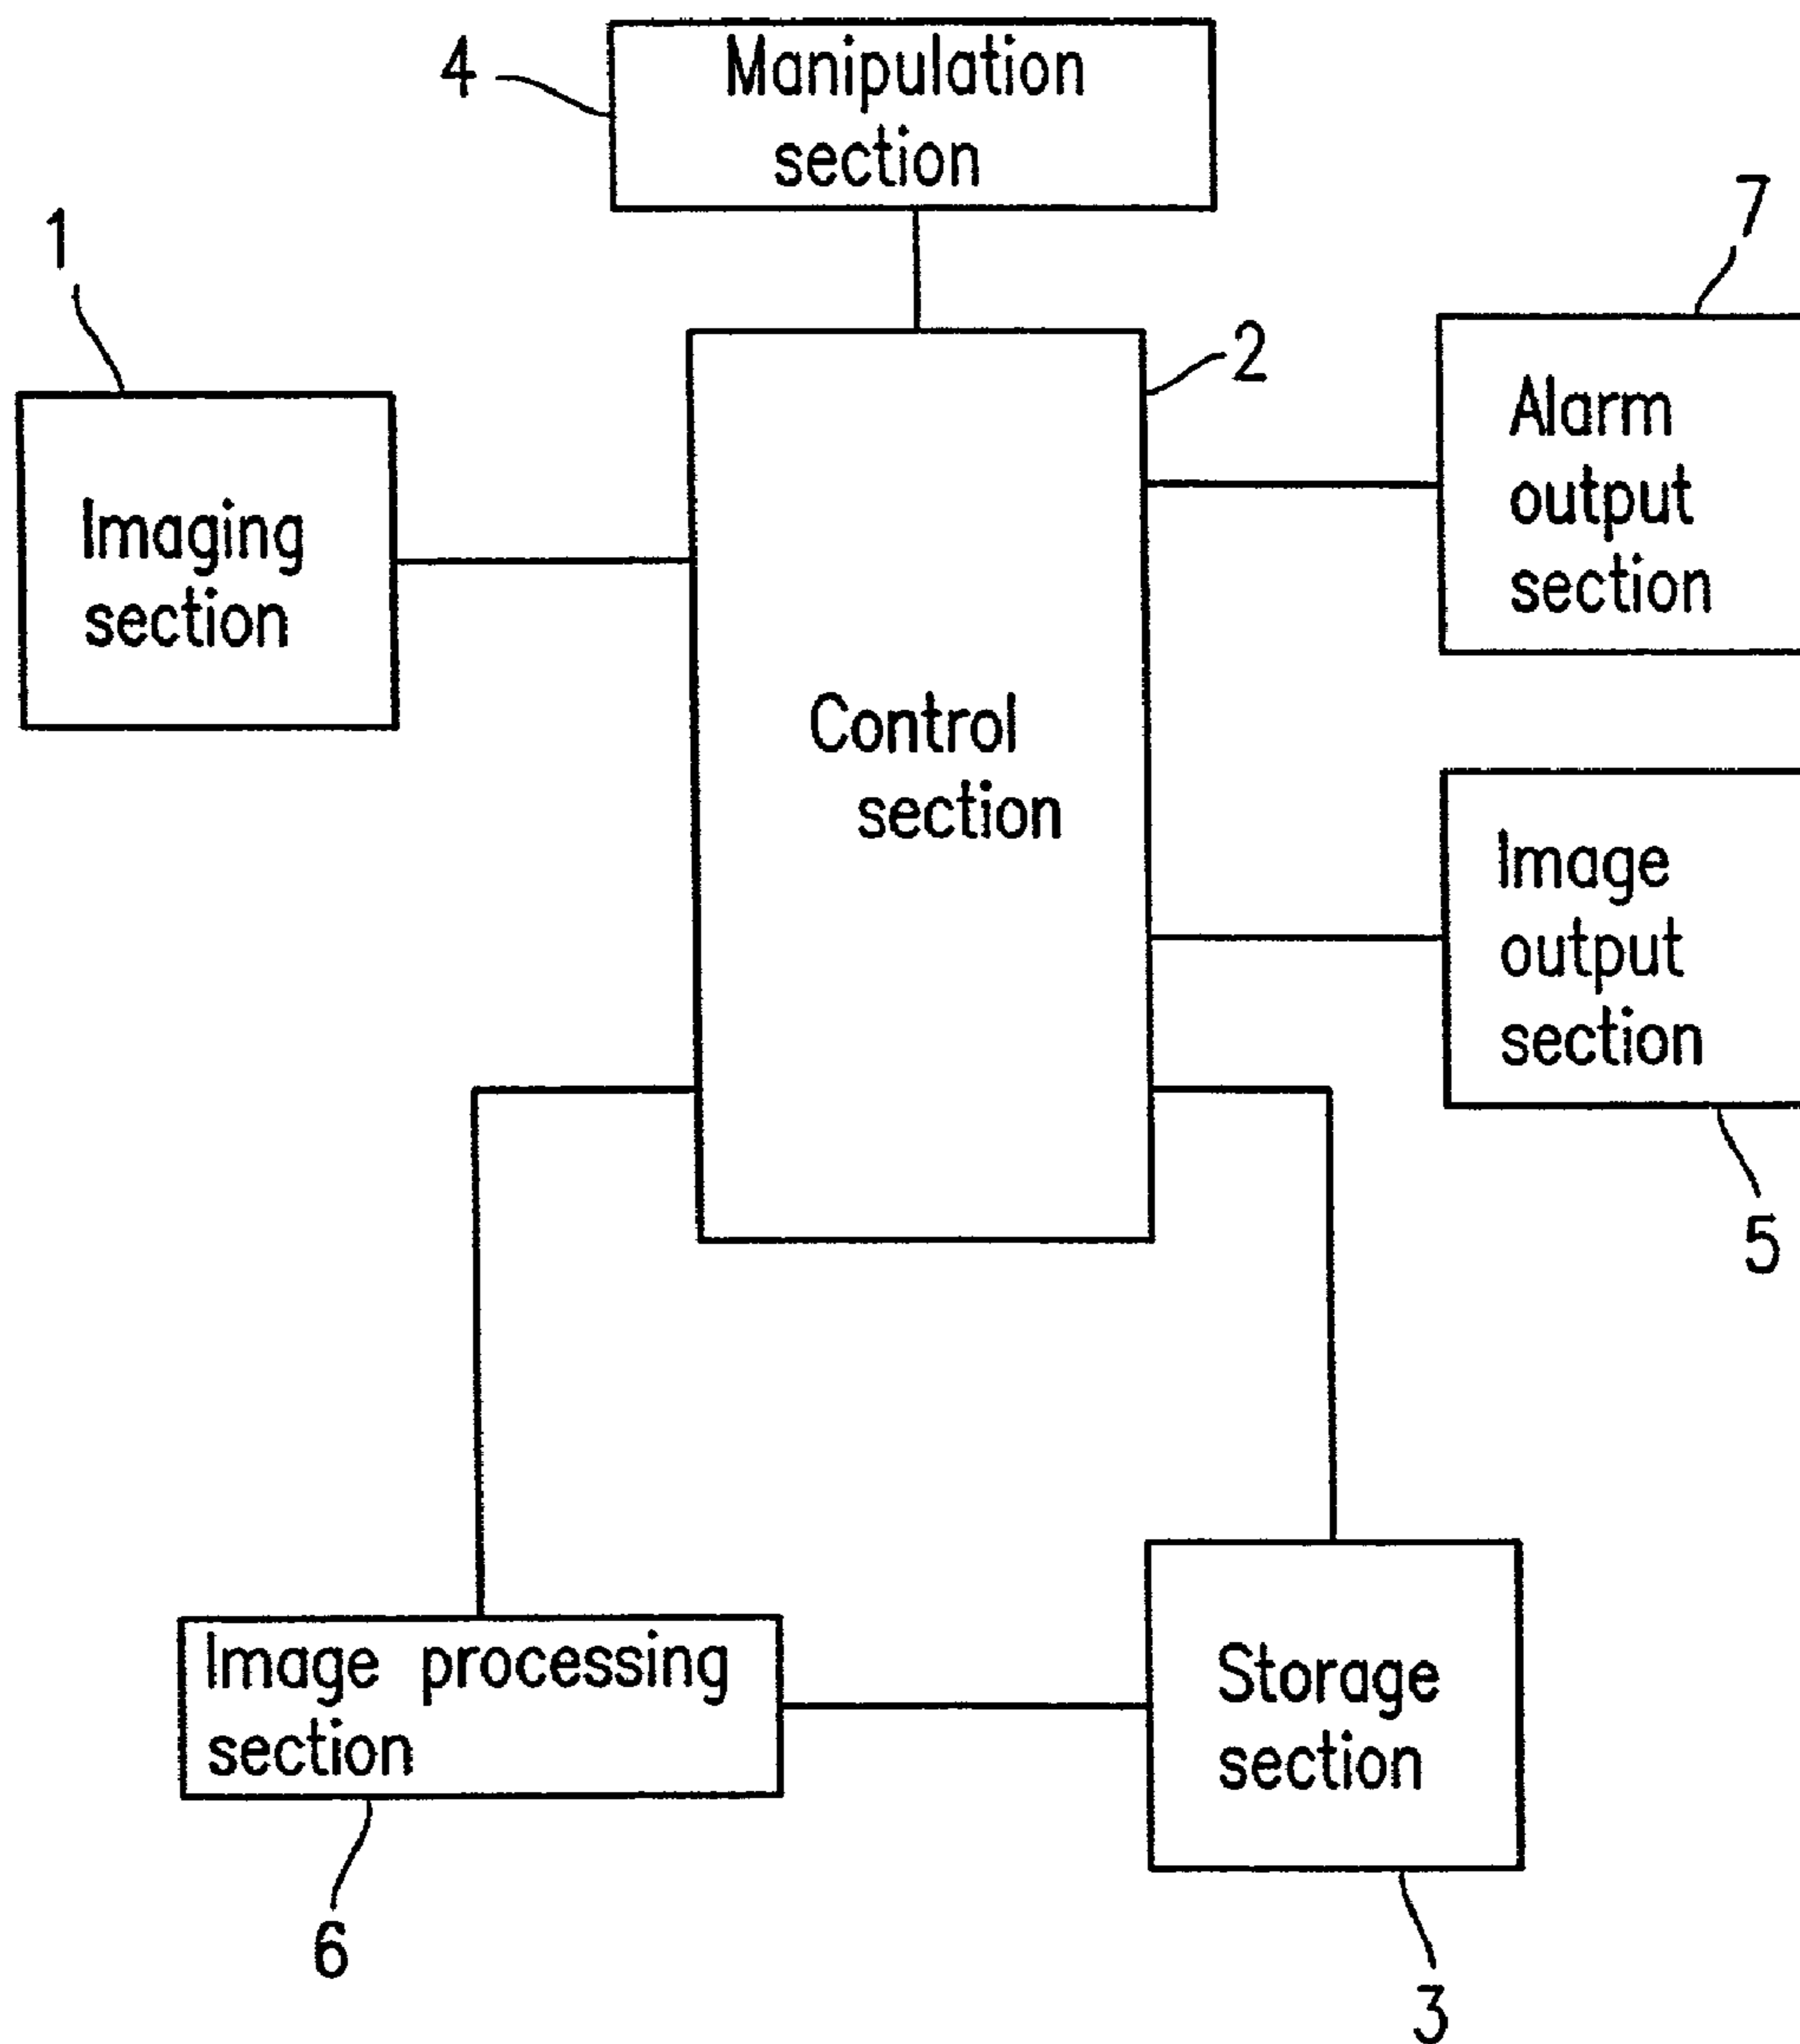 4
Manipulation
section
7
1
2
Alarm
output
section
Imaging
section
Control
section
Image
output
section
5
Image processing
section
Storage
section
6
3